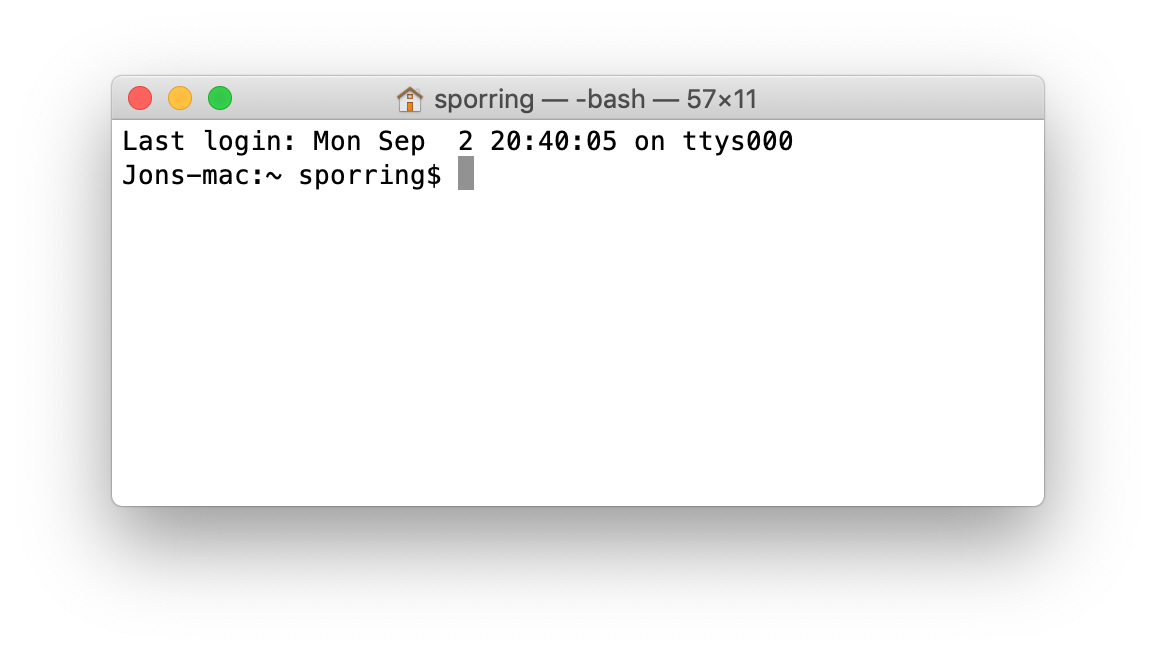 sporring — -bash — 57×11
Last login: Mon Sep  2 20:40:05 on ttys000
Jons-mac:~ sporring$